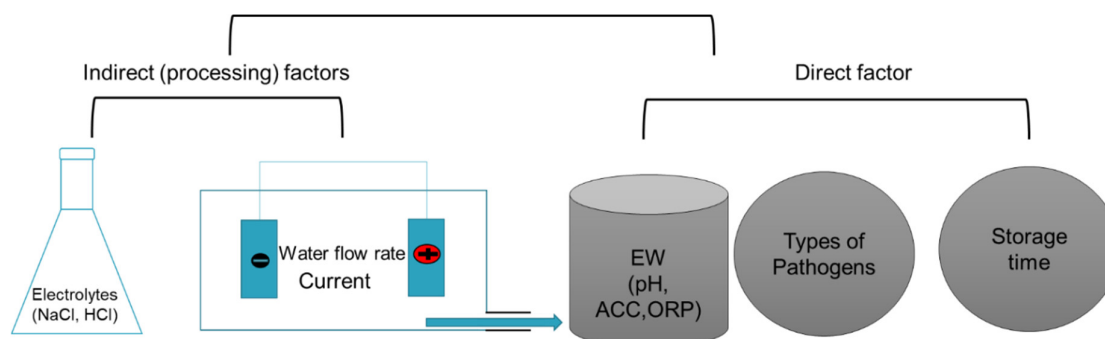 Indirect (processing) factors
Direct factor
Electrolytes
(NaCl, HCl)
Water flow rate
Current
EW
(pH,
ACC,ORP)
Types of
Pathogens
Storage
time